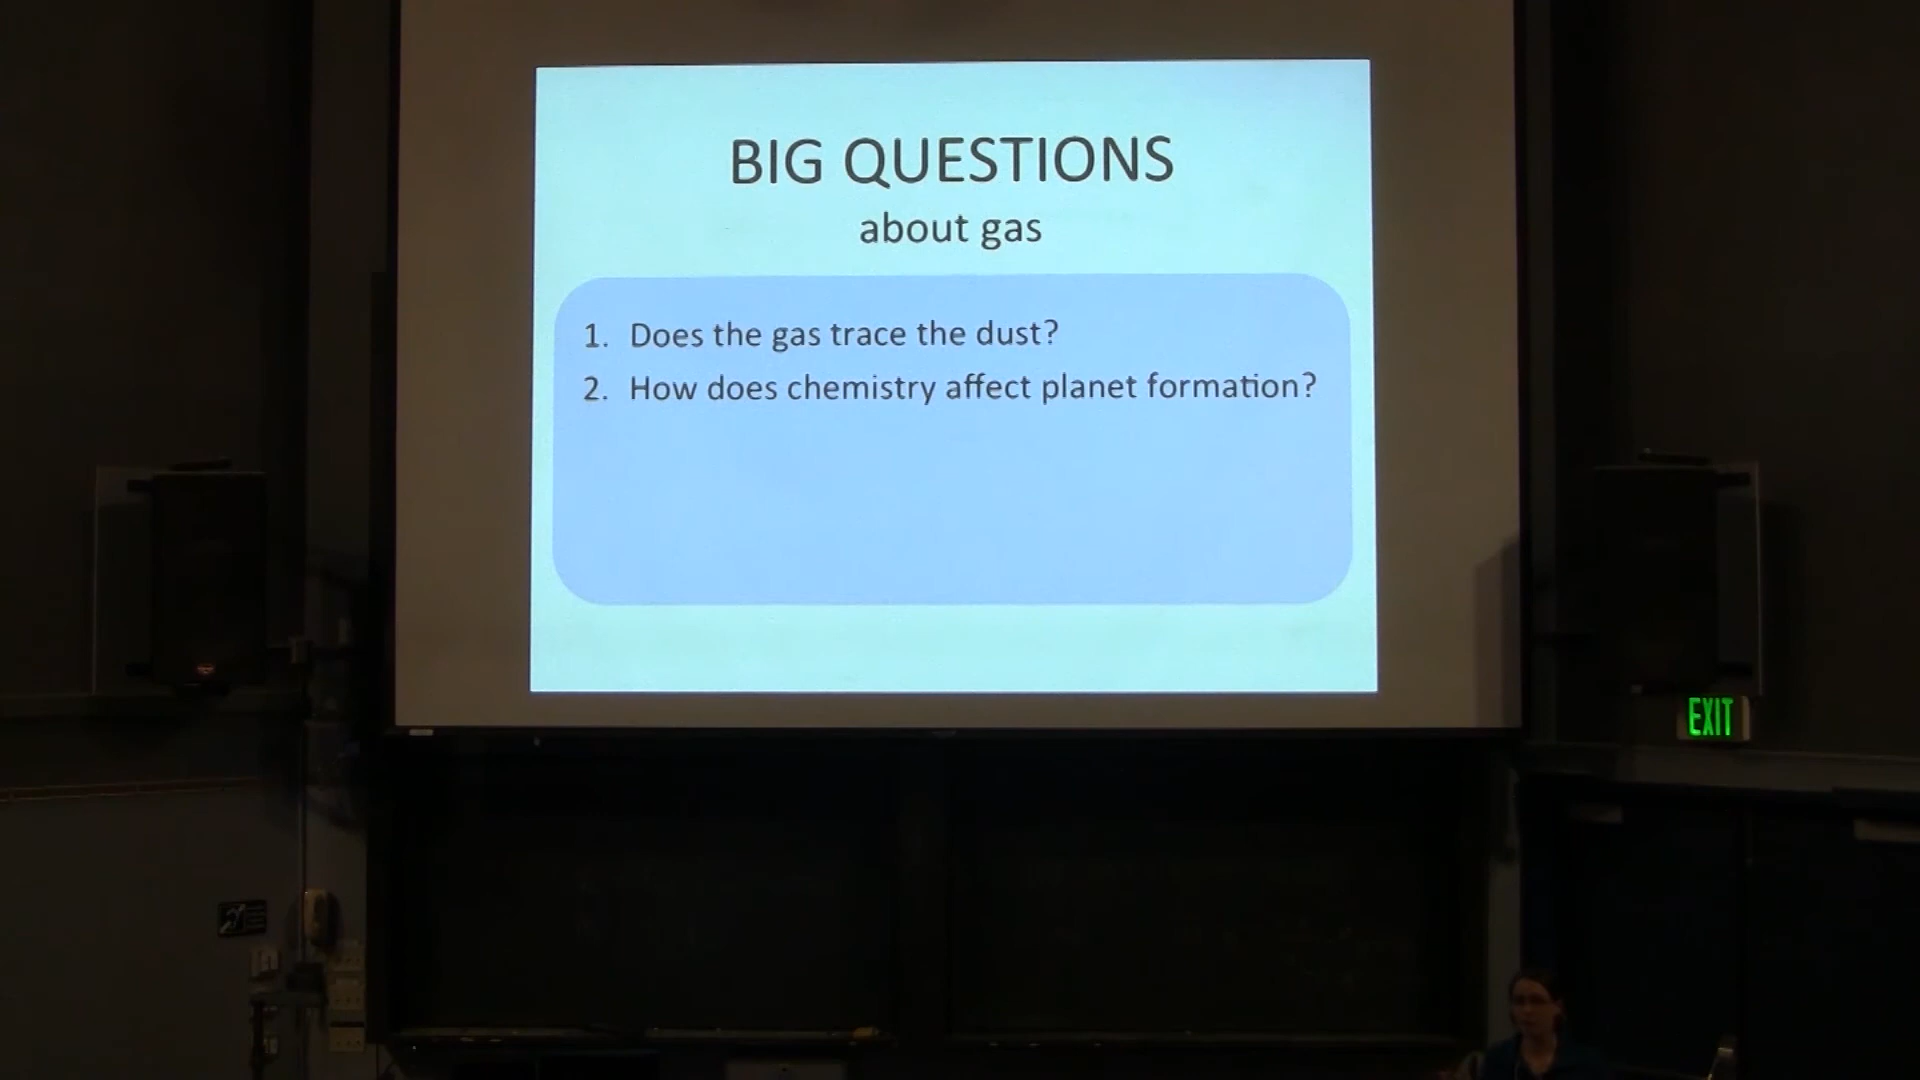 BIG QUESTIONS
about gas
1. Does the gas trace the dust?
2. How does chemistry affect planet formation?
EXIT